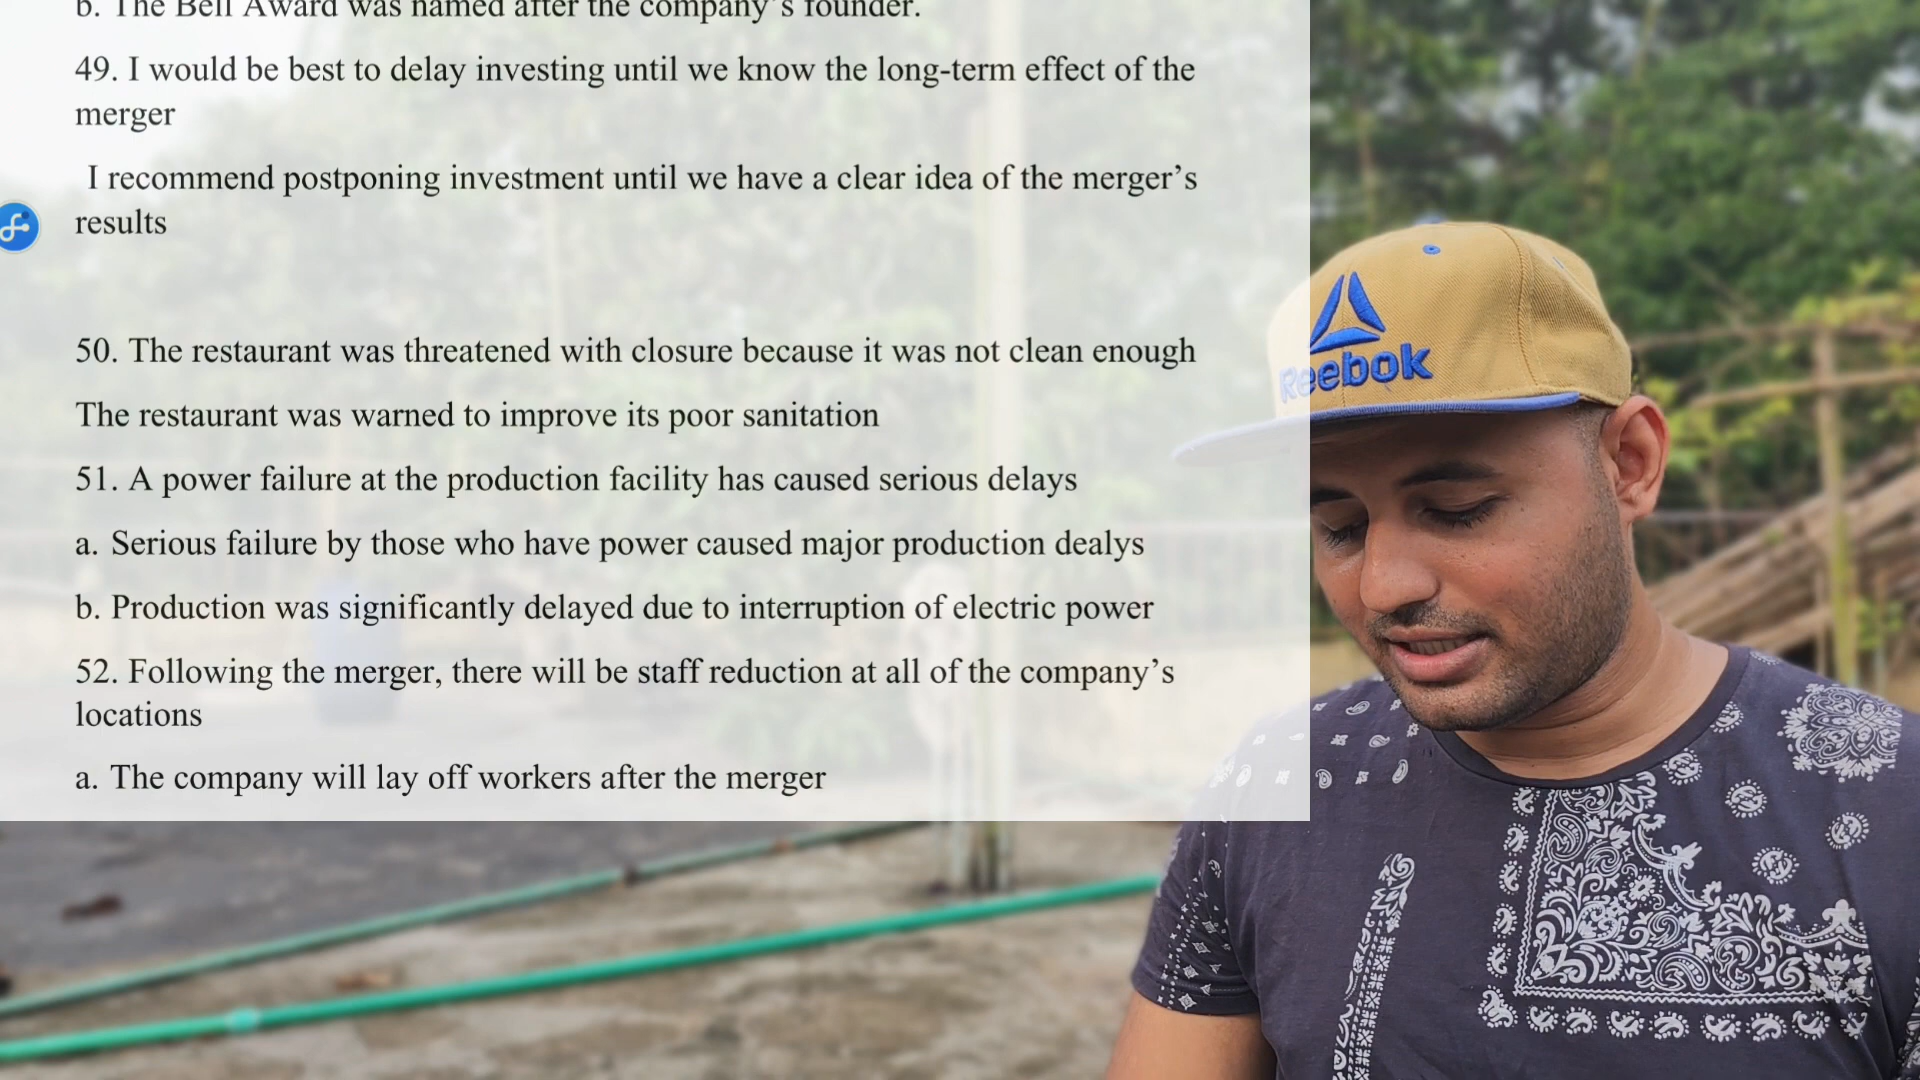 b. The Bell Award was named after the company's founder.
49. I would be best to delay investing until we know the long-term effect of the
merger
I recommend postponing investment until we have a clear idea of the merger's
results
50. The restaurant was threatened with closure because it was not clean enough
The restaurant was warned to improve its poor sanitation
51. A power failure at the production facility has caused serious delays
a. Serious failure by those who have power caused major production dealys
b. Production was significantly delayed due to interruption of electric power
52. Following the merger, there will be staff reduction at all of the company's
locations
a. The company will lay off workers after the merger
Reebok